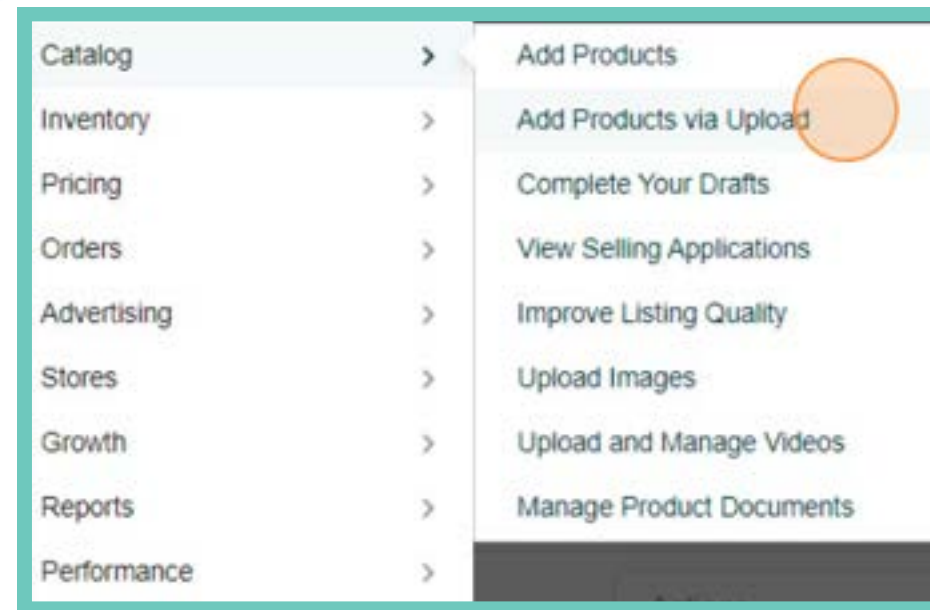 Catalog
Inventory
Pricing
Orders
Advertising
Stores
Growth
Reports
Performance
Add Products
Add Products via Upload
Complete Your Drafts
View Selling Applications
Improve Listing Quality
Upload Images
Upload and Manage Videos
Manage Product Documents